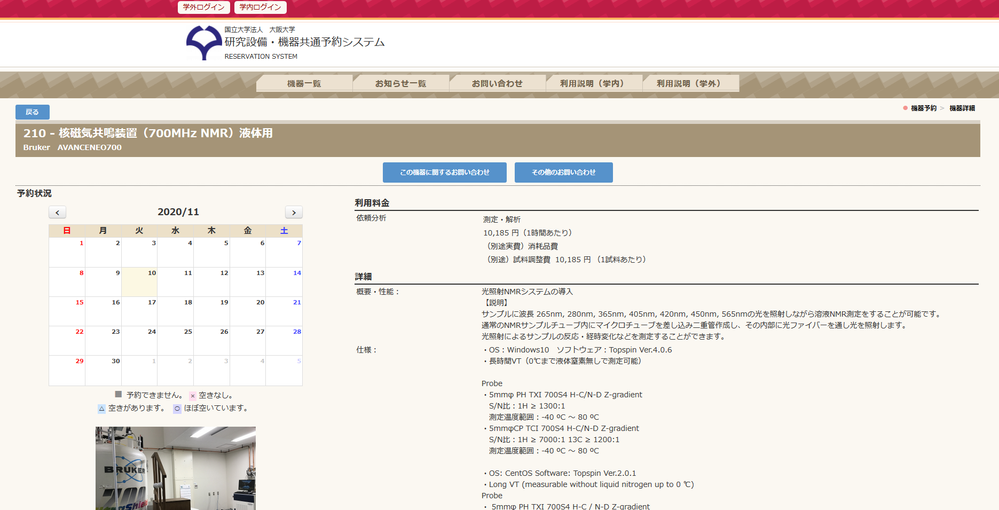 学外ログイン 学内ログイン
国立大学法人　大阪大学
研究設備・機器共通予約システム
RESERVATION SYSTEM
機器一覧 お知らせ一覧 お問い合わせ 利用説明（学内） 利用説明（学外）
戻る
機器予約 > 機器詳細
210 - 核磁気共鳴装置（700MHz NMR）液体用
Bruker　AVANCENEO700
この機器に関するお問い合わせ その他のお問い合わせ
予約状況
< 2020/11 >
日 月 火 水 木 金 土
1 2 3 4 5 6 7
8 9 10 11 12 13 14
15 16 17 18 19 20 21
22 23 24 25 26 27 28
29 30 1 2 3 4 5
■ 予約できません。 × 空きなし。
△ 空きがあります。 ○ ほぼ空いています。
BRUKER
700
利用料金
依頼分析 測定・解析
10,185 円（1時間あたり）
（別途実費）消耗品費
（別途）試料調整費 10,185 円 （1試料あたり）
詳細
概要・性能： 光照射NMRシステムの導入
【説明】
サンプルに波長 265nm, 280nm, 365nm, 405nm, 420nm, 450nm, 565nmの光を照射しながら溶液NMR測定をすることが可能です。
通常のNMRサンプルチューブ内にマイクロチューブを差し込み二重管作成し、その内部に光ファイバーを通し光を照射します。
光照射によるサンプルの反応・経時変化などを測定することができます。
仕様： ・OS：Windows10　ソフトウェア：Topspin Ver.4.0.6
・長時間VT（0℃まで液体窒素無しで測定可能）
Probe
・5mmφ PH TXI 700S4 H-C/N-D Z-gradient
S/N比：1H ≥ 1300:1
測定温度範囲：-40 ºC ～ 80 ºC
・5mmφCP TCI 700S4 H-C/N-D Z-gradient
S/N比：1H ≥ 7000:1 13C ≥ 1200:1
測定温度範囲：-40 ºC ～ 80 ºC
・OS: CentOS Software: Topspin Ver.2.0.1
・Long VT (measurable without liquid nitrogen up to 0 ℃)
Probe
・ 5mmφ PH TXI 700S4 H-C / N-D Z-gradient